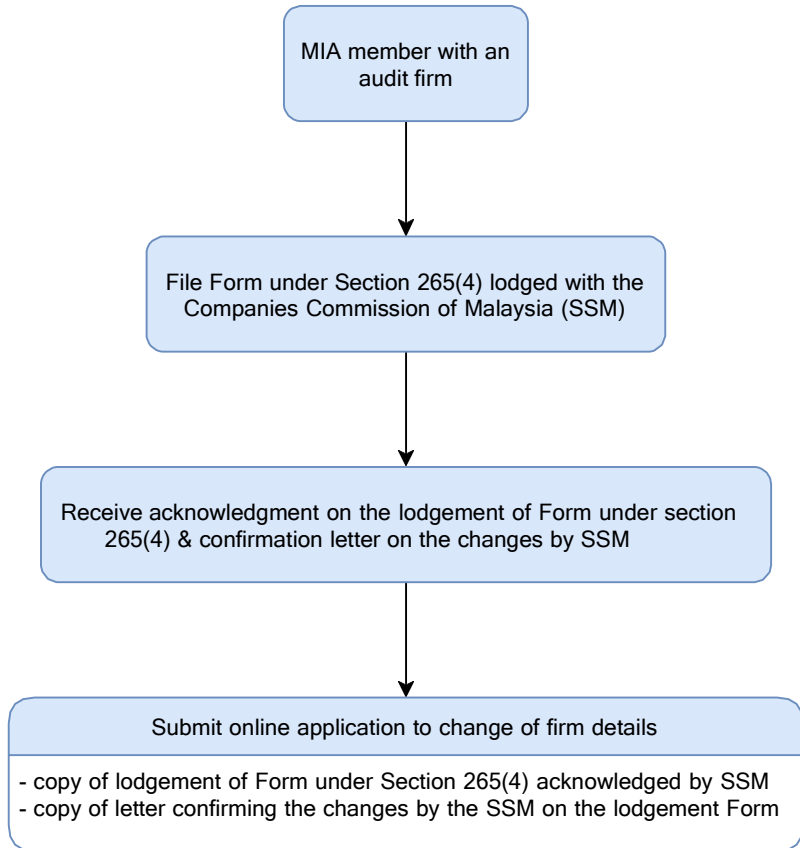 MIA member with an
audit firm
File Form under Section 265(4) lodged with the
Companies Commission of Malaysia (SSM)
Receive acknowledgment on the lodgement of Form under section
265(4) & confirmation letter on the changes by SSM
Submit online application to change of firm details
- copy of lodgement of Form under Section 265(4) acknowledged by SSM
- copy of letter confirming the changes by the SSM on the lodgement Form